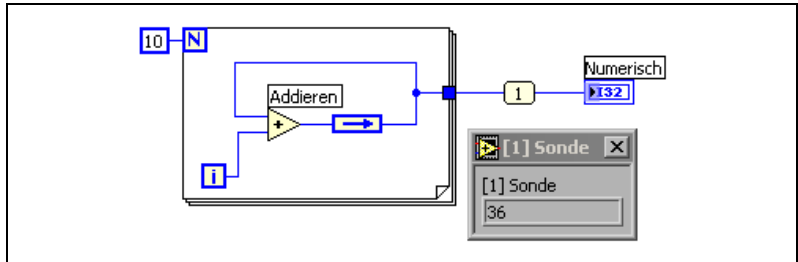 10
N
Numerisch
Addieren
1
I32
+
i
[1] Sonde
[1] Sonde
36